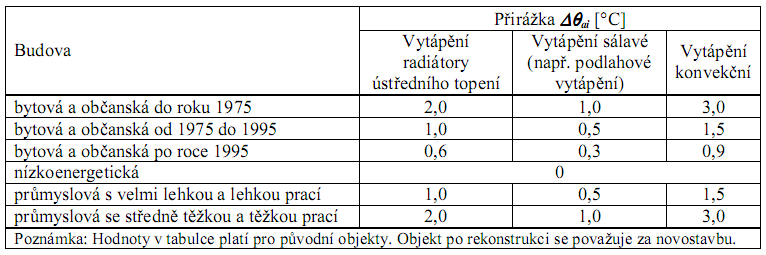 Budova
Přirážka Δθai [°C]
Vytápění radiátory ústředního topení
Vytápění sálavé (např. podlahové vytápění)
Vytápění konvekční
bytová a občanská do roku 1975 2,0 1,0 3,0
bytová a občanská od 1975 do 1995 1,0 0,5 1,5
bytová a občanská po roce 1995 0,6 0,3 0,9
nízkoenergetická 0
průmyslová s velmi lehkou a lehkou prací 1,0 0,5 1,5
průmyslová se středně těžkou a těžkou prací 2,0 1,0 3,0
Poznámka: Hodnoty v tabulce platí pro původní objekty. Objekt po rekonstrukci se považuje za novostavbu.